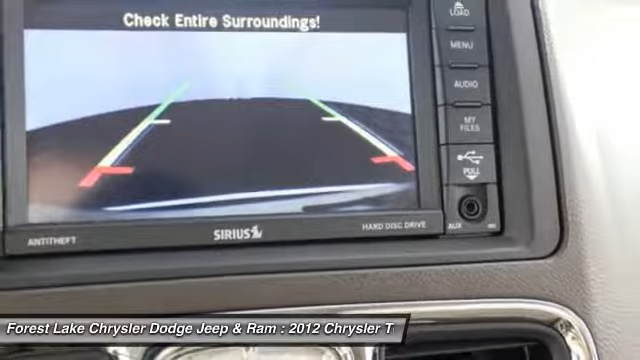 Check Entire Surroundings!
LOAD
MENU
AUDIO
MY
FILES
PULL
AUX
ANTITHEFT
SIRIUS
HARD DISC DRIVE
Forest Lake Chrysler Dodge Jeep & Ram : 2012 Chrysler T